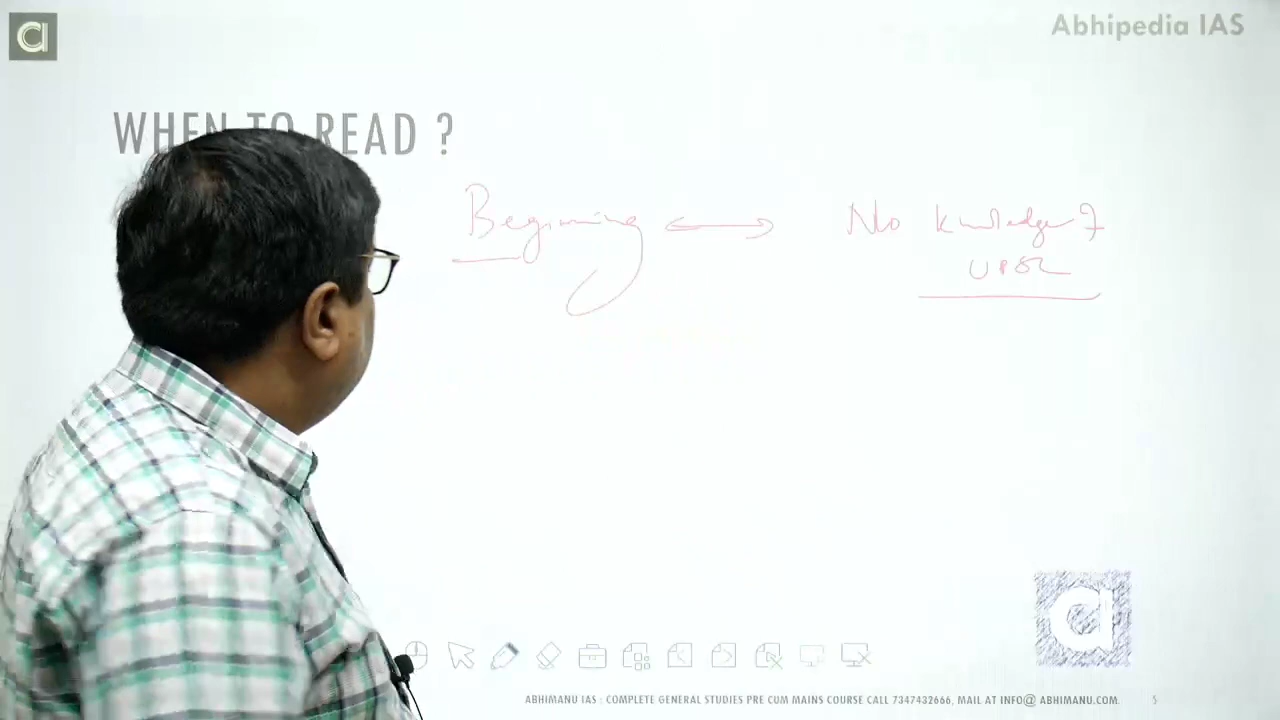 Abhipedia IAS
WHEN TO READ ?
Beginning ↔ No knowledge of
UPSC
ABHIMANU IAS : COMPLETE GENERAL STUDIES PRE CUM MAINS COURSE CALL 7347432666, MAIL AT INFO@ ABHIMANU.COM. 5